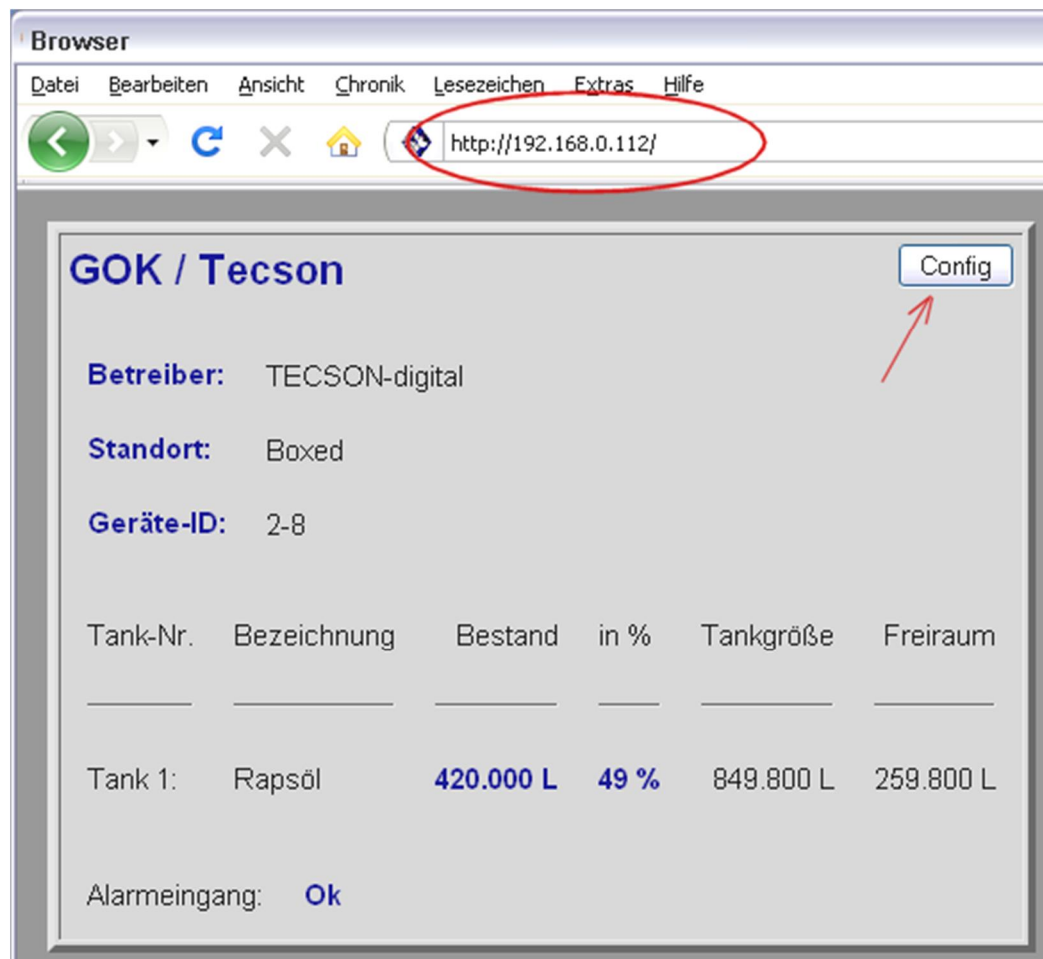 Browser
Datei Bearbeiten Ansicht Chronik Lesezeichen Extras Hilfe
http://192.168.0.112/
GOK / Tecson Config
Betreiber: TECSON-digital
Standort: Boxed
Geräte-ID: 2-8
Tank-Nr. Bezeichnung Bestand in % Tankgröße Freiraum
Tank 1: Rapsöl 420.000 L 49 % 849.800 L 259.800 L
Alarmeingang: Ok